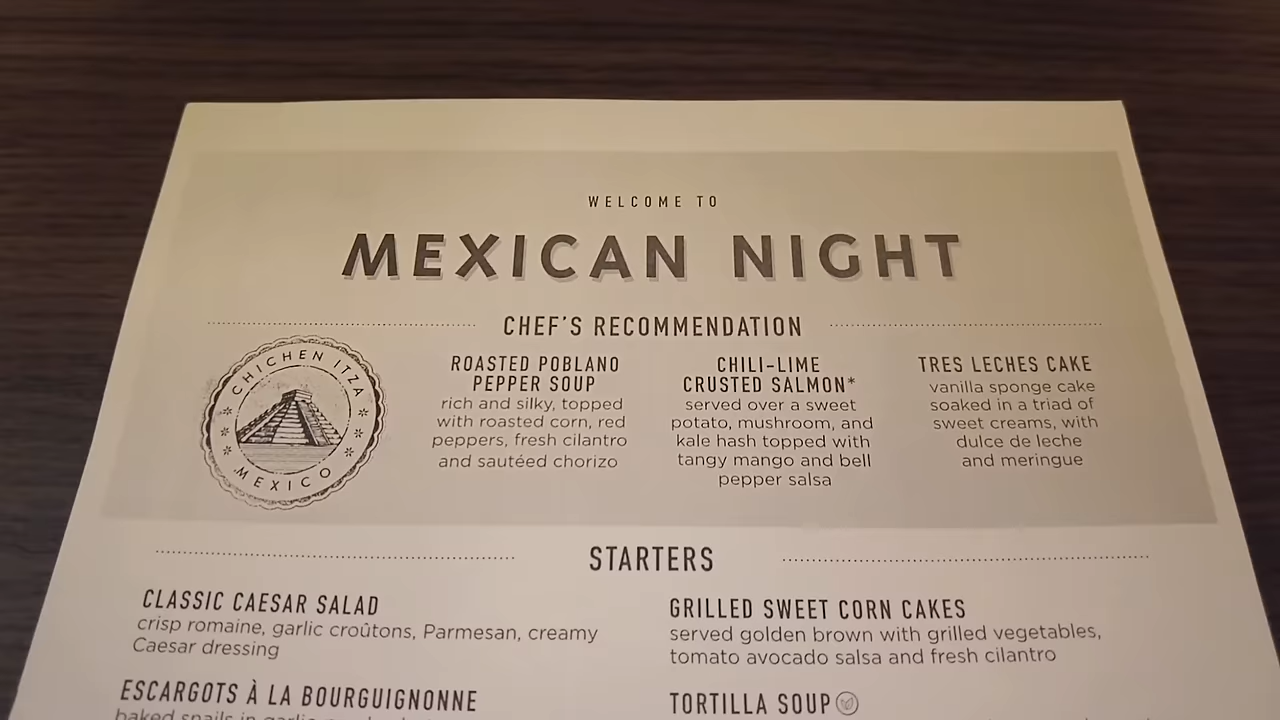 WELCOME TO
MEXICAN NIGHT
CHEF'S RECOMMENDATION
CHICHEN ITZA
MEXICO
ROASTED POBLANO
PEPPER SOUP
rich and silky, topped
with roasted corn, red
peppers, fresh cilantro
and sautéed chorizo
CHILI-LIME
CRUSTED SALMON*
served over a sweet
potato, mushroom, and
kale hash topped with
tangy mango and bell
pepper salsa
TRES LECHES CAKE
vanilla sponge cake
soaked in a triad of
sweet creams, with
dulce de leche
and meringue
STARTERS
CLASSIC CAESAR SALAD
crisp romaine, garlic croûtons, Parmesan, creamy
Caesar dressing
ESCARGOTS À LA BOURGUIGNONNE
baked snails in garlic
GRILLED SWEET CORN CAKES
served golden brown with grilled vegetables,
tomato avocado salsa and fresh cilantro
TORTILLA SOUP